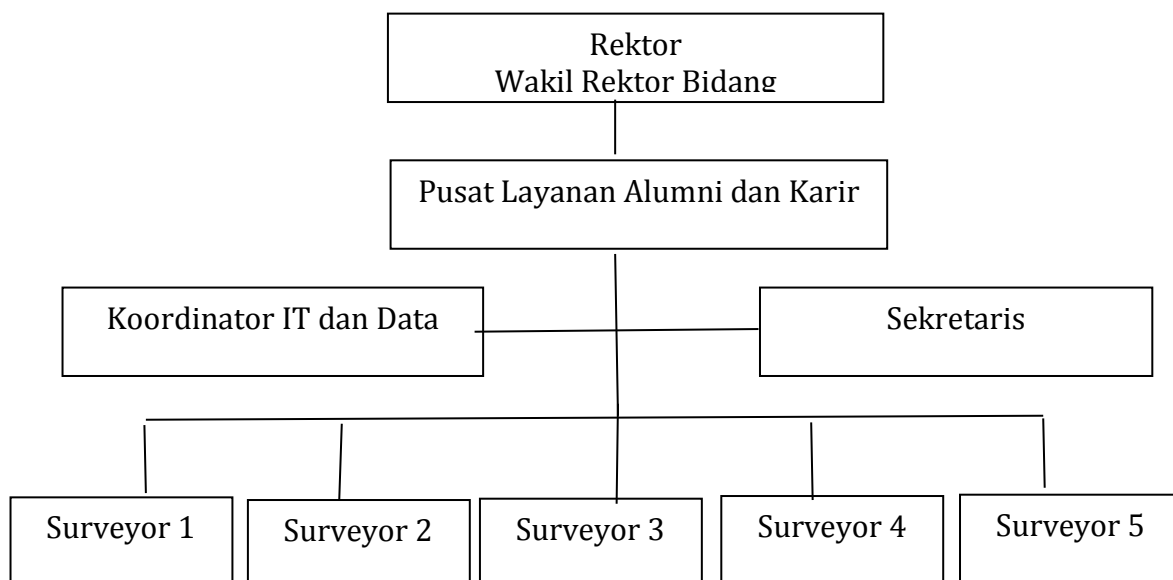 Rektor
Wakil Rektor Bidang
Pusat Layanan Alumni dan Karir
Koordinator IT dan Data
Sekretaris
Surveyor 1
Surveyor 2
Surveyor 3
Surveyor 4
Surveyor 5